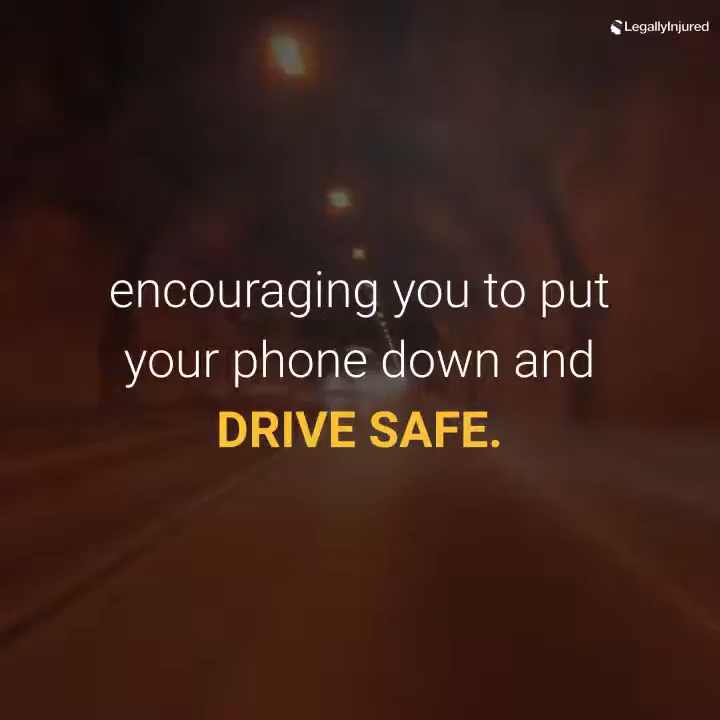 LegallyInjured
encouraging you to put
your phone down and
DRIVE SAFE.